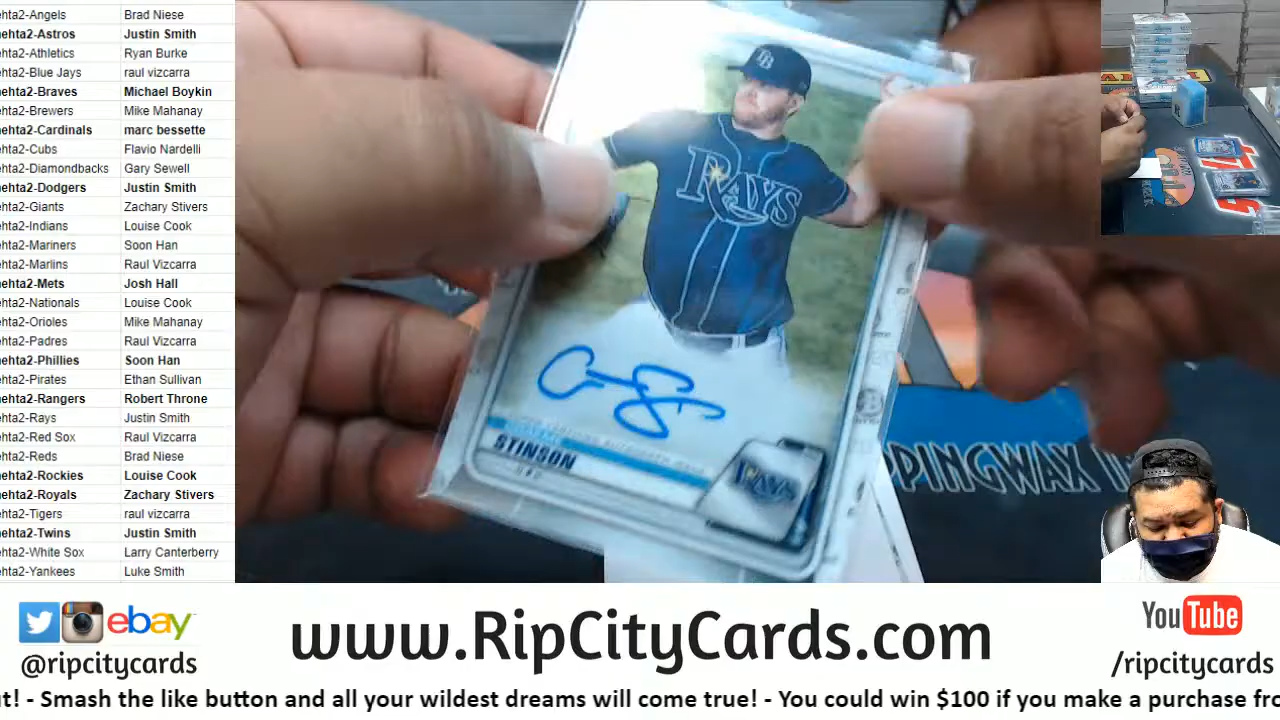 ehta2-Angels Brad Niese
ehta2-Astros Justin Smith
ehta2-Athletics Ryan Burke
ehta2-Blue Jays raul vizcarra
ehta2-Braves Michael Boykin
ehta2-Brewers Mike Mahanay
ehta2-Cardinals marc bessette
ehta2-Cubs Flavio Nardelli
ehta2-Diamondbacks Gary Sewell
ehta2-Dodgers Justin Smith
ehta2-Giants Zachary Stivers
ehta2-Indians Louise Cook
ehta2-Mariners Soon Han
ehta2-Marlins Raul Vizcarra
ehta2-Mets Josh Hall
ehta2-Nationals Louise Cook
ehta2-Orioles Mike Mahanay
ehta2-Padres Raul Vizcarra
ehta2-Phillies Soon Han
ehta2-Pirates Ethan Sullivan
ehta2-Rangers Robert Throne
ehta2-Rays Justin Smith
ehta2-Red Sox Raul Vizcarra
ehta2-Reds Brad Niese
ehta2-Rockies Louise Cook
ehta2-Royals Zachary Stivers
ehta2-Tigers raul vizcarra
ehta2-Twins Justin Smith
ehta2-White Sox Larry Canterberry
ehta2-Yankees Luke Smith
TB
RAYS
STINSON
RAYS
PPINGWAX
ebay
@ripcitycards
www.RipCityCards.com
YouTube
/ripcitycards
ut! - Smash the like button and all your wildest dreams will come true! - You could win $100 if you make a purchase fro